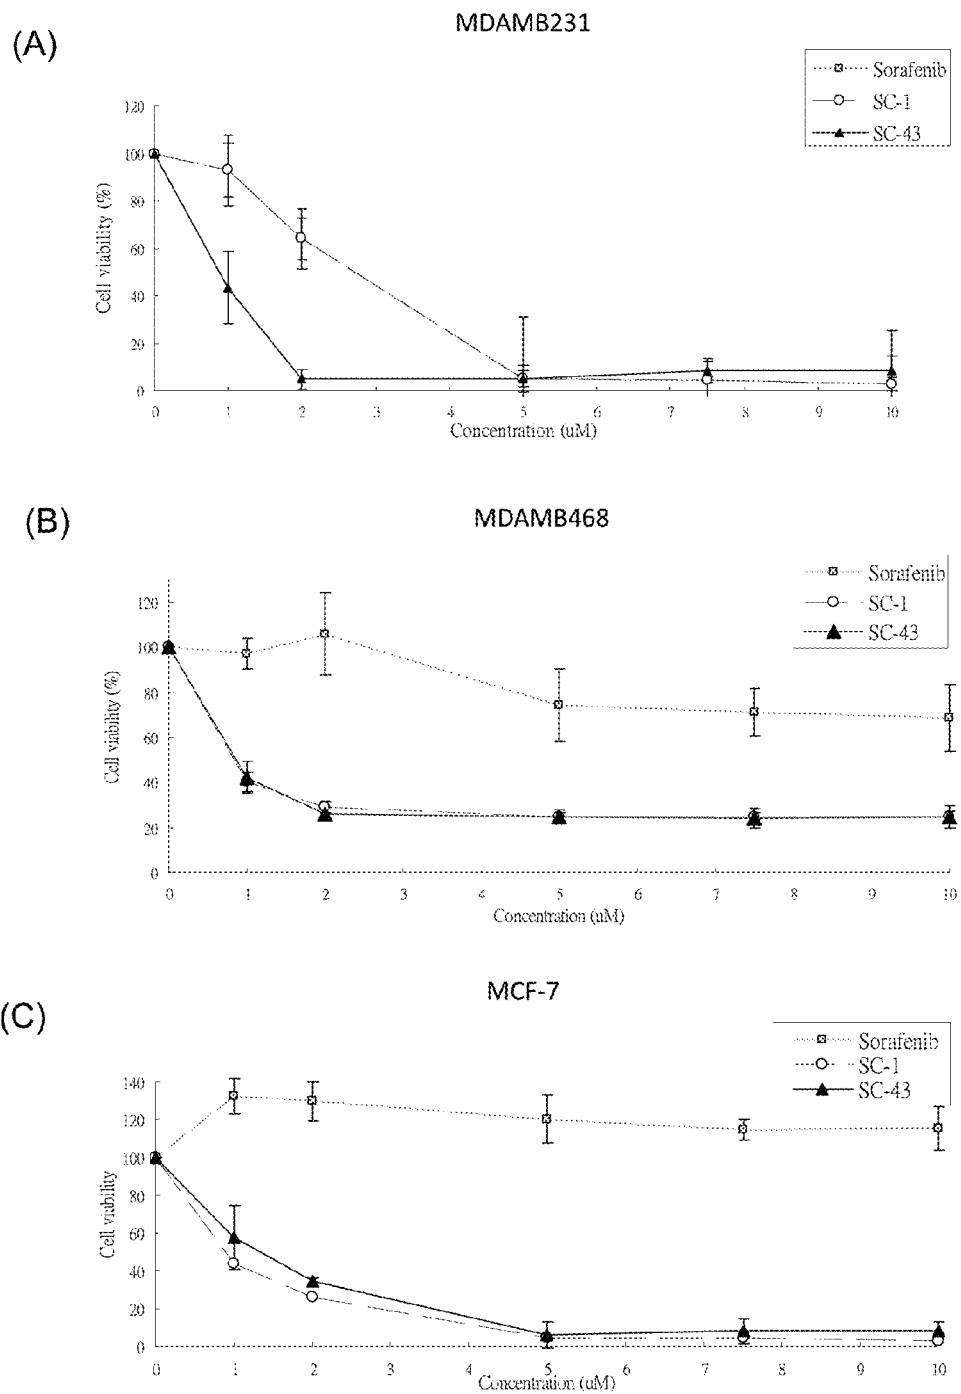 MDAMB231
(A)
Sorafenib
SC-1
SC-43
120
100
80
60
40
20
0
Cell viability (%)
0 1 2 3 4 5 6 7 8 9 10
Concentration (uM)
MDAMB468
(B)
Sorafenib
SC-1
SC-43
120
100
80
60
40
20
0
Cell viability (%)
0 1 2 3 4 5 6 7 8 9 10
Concentration (uM)
MCF-7
(C)
Sorafenib
SC-1
SC-43
140
120
100
80
60
40
20
0
Cell viability
0 1 2 3 4 5 6 7 8 9 10
Concentration (uM)